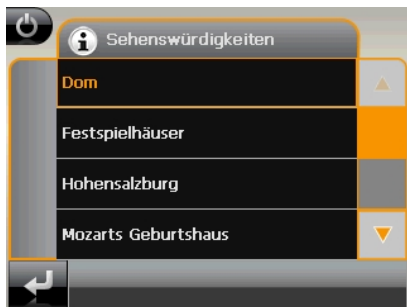 Sehenswürdigkeiten
Dom
Festspielhäuser
Hohensalzburg
Mozarts Geburtshaus